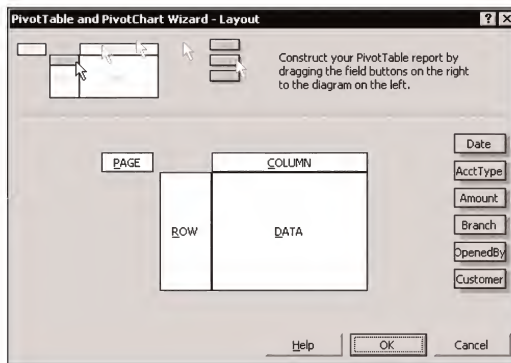 PivotTable and PivotChart Wizard - Layout
Construct your PivotTable report by
dragging the field buttons on the right
to the diagram on the left.
PAGE
COLUMN
ROW
DATA
Date
AcctType
Amount
Branch
OpenedBy
Customer
Help
OK
Cancel